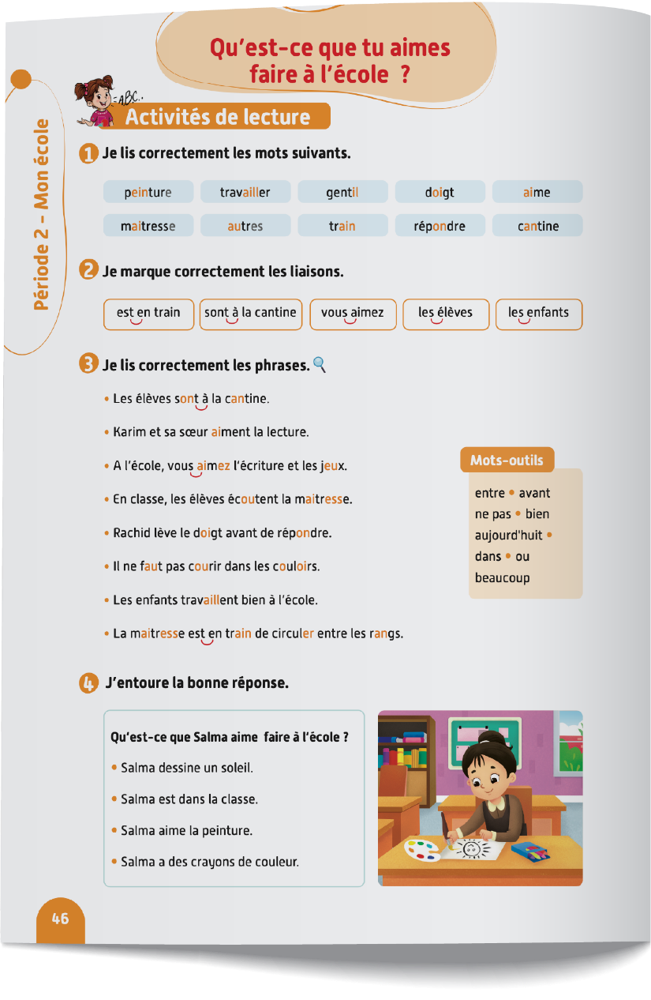 Qu'est-ce que tu aimes
faire à l'école ?
ABC..
Activités de lecture
Période 2 - Mon école
1 Je lis correctement les mots suivants.
peinture travailler gentil doigt aime
maitresse autres train répondre cantine
2 Je marque correctement les liaisons.
est en train sont à la cantine vous aimez les élèves les enfants
3 Je lis correctement les phrases.
• Les élèves sont à la cantine.
• Karim et sa sœur aiment la lecture.
• A l'école, vous aimez l'écriture et les jeux.
• En classe, les élèves écoutent la maitresse.
• Rachid lève le doigt avant de répondre.
• Il ne faut pas courir dans les couloirs.
• Les enfants travaillent bien à l'école.
• La maitresse est en train de circuler entre les rangs.
Mots-outils
entre • avant
ne pas • bien
aujourd'huit •
dans • ou
beaucoup
4 J'entoure la bonne réponse.
Qu'est-ce que Salma aime faire à l'école ?
• Salma dessine un soleil.
• Salma est dans la classe.
• Salma aime la peinture.
• Salma a des crayons de couleur.
46